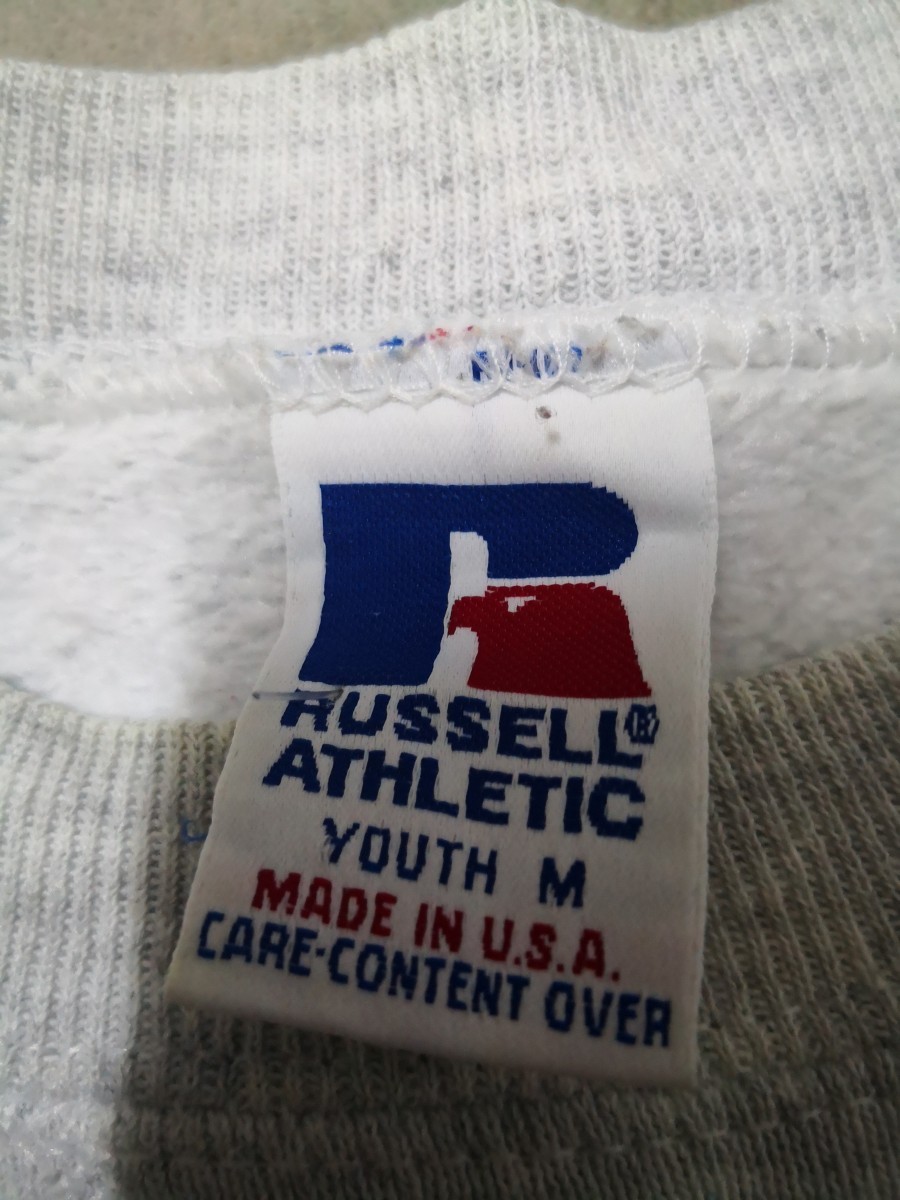 R
RUSSELL®
ATHLETIC
YOUTH M
MADE IN U.S.A.
CARE-CONTENT OVER